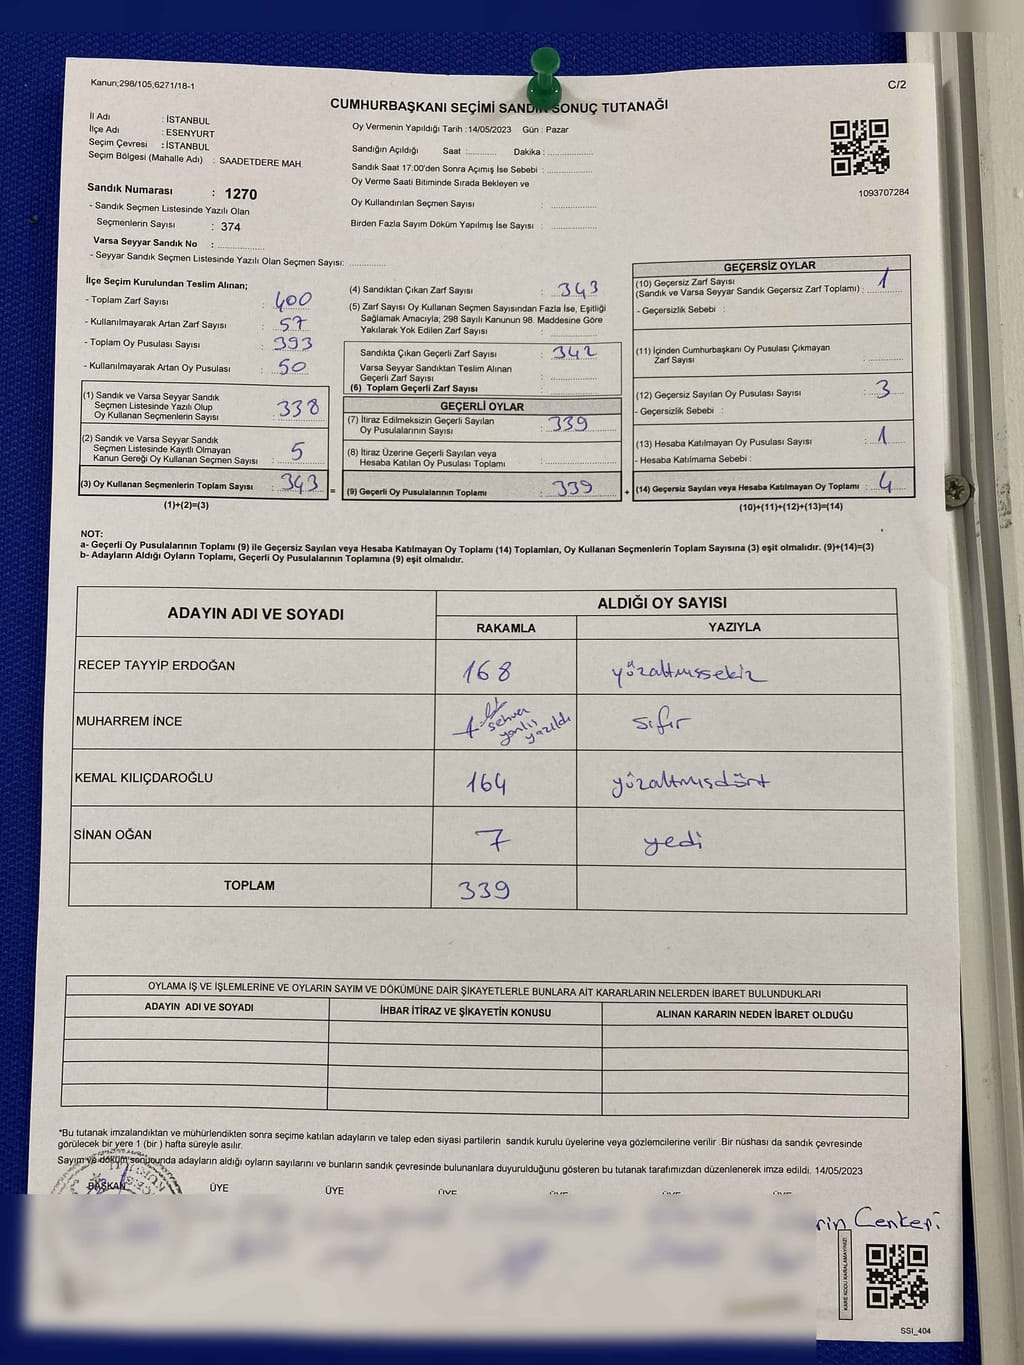 Kanun;298/105,6271/18-1
C/2
CUMHURBAŞKANI SEÇİMİ SANDIK SONUÇ TUTANAĞI
İl Adı : İSTANBUL
İlçe Adı : ESENYURT
Seçim Çevresi : İSTANBUL
Seçim Bölgesi (Mahalle Adı) : SAADETDERE MAH.
Oy Vermenin Yapıldığı Tarih :14/05/2023 Gün : Pazar
Sandığın Açıldığı Saat :........... Dakika :...................
Sandık Saat 17:00'den Sonra Açımış İse Sebebi :...................
Oy Verme Saati Bitiminde Sırada Bekleyen ve
Oy Kullandırılan Seçmen Sayısı : ...................
Birden Fazla Sayım Döküm Yapılmış İse Sayısı : ...................
1093707284
Sandık Numarası : 1270
- Sandık Seçmen Listesinde Yazılı Olan
Seçmenlerin Sayısı : 374
Varsa Seyyar Sandık No : ...................
- Seyyar Sandık Seçmen Listesinde Yazılı Olan Seçmen Sayısı: ...............
İlçe Seçim Kurulundan Teslim Alınan;
- Toplam Zarf Sayısı : 400
- Kullanılmayarak Artan Zarf Sayısı : 57
- Toplam Oy Pusulası Sayısı : 393
- Kullanılmayarak Artan Oy Pusulası : 50
(1) Sandık ve Varsa Seyyar Sandık
Seçmen Listesinde Yazılı Olup
Oy Kullanan Seçmenlerin Sayısı : 338
(2) Sandık ve Varsa Seyyar Sandık
Seçmen Listesinde Kayıtlı Olmayan
Kanun Gereği Oy Kullanan Seçmen Sayısı : 5
(3) Oy Kullanan Seçmenlerin Toplam Sayısı : 343 =
(1)+(2)=(3)
(4) Sandıktan Çıkan Zarf Sayısı : 343
(5) Zarf Sayısı Oy Kullanan Seçmen Sayısından Fazla İse, Eşitliği
Sağlamak Amacıyla; 298 Sayılı Kanunun 98. Maddesine Göre
Yakılarak Yok Edilen Zarf Sayısı : ...................
Sandıkta Çıkan Geçerli Zarf Sayısı : 342
Varsa Seyyar Sandıktan Teslim Alınan
Geçerli Zarf Sayısı : ...................
(6) Toplam Geçerli Zarf Sayısı : ...................
GEÇERLİ OYLAR
(7) İtiraz Edilmeksizin Geçerli Sayılan
Oy Pusulalarının Sayısı : 339
(8) İtiraz Üzerine Geçerli Sayılan veya
Hesaba Katılan Oy Pusulası Toplamı : ...................
(9) Geçerli Oy Pusulalarının Toplamı : 339 +
GEÇERSİZ OYLAR
(10) Geçersiz Zarf Sayısı
(Sandık ve Varsa Seyyar Sandık Geçersiz Zarf Toplamı) : 1
- Geçersizlik Sebebi :
(11) İçinden Cumhurbaşkanı Oy Pusulası Çıkmayan
Zarf Sayısı : ...................
(12) Geçersiz Sayılan Oy Pusulası Sayısı : 3
- Geçersizlik Sebebi :
(13) Hesaba Katılmayan Oy Pusulası Sayısı : 1
- Hesaba Katılmama Sebebi :
(14) Geçersiz Sayılan veya Hesaba Katılmayan Oy Toplamı : 4
(10)+(11)+(12)+(13)=(14)
NOT:
a- Geçerli Oy Pusulalarının Toplamı (9) ile Geçersiz Sayılan veya Hesaba Katılmayan Oy Toplamı (14) Toplamları, Oy Kullanan Seçmenlerin Toplam Sayısına (3) eşit olmalıdır. (9)+(14)=(3)
b- Adayların Aldığı Oyların Toplamı, Geçerli Oy Pusulalarının Toplamına (9) eşit olmalıdır.
ADAYIN ADI VE SOYADI
ALDIĞI OY SAYISI
RAKAMLA YAZIYLA
RECEP TAYYİP ERDOĞAN 168 yüzaltmışsekiz
MUHARREM İNCE sehven yanlış yazıldı sıfır
KEMAL KILIÇDAROĞLU 164 yüzaltmışdört
SİNAN OĞAN 7 yedi
TOPLAM 339
OYLAMA İŞ VE İŞLEMLERİNE VE OYLARIN SAYIM VE DÖKÜMÜNE DAİR ŞİKAYETLERLE BUNLARA AİT KARARLARIN NELERDEN İBARET BULUNDUKLARI
ADAYIN ADI VE SOYADI İHBAR İTİRAZ VE ŞİKAYETİN KONUSU ALINAN KARARIN NEDEN İBARET OLDUĞU
*Bu tutanak imzalandıktan ve mühürlendikten sonra seçime katılan adayların ve talep eden siyasi partilerin sandık kurulu üyelerine veya gözlemcilerine verilir .Bir nüshası da sandık çevresinde
görülecek bir yere 1 (bir ) hafta süreyle asılır.
Sayım ve döküm sonucunda adayların aldığı oyların sayılarını ve bunların sandık çevresinde bulunanlara duyurulduğunu gösteren bu tutanak tarafımızdan düzenlenerek imza edildi. 14/05/2023
BAŞKAN ÜYE ÜYE ÜYE ÜYE ÜYE ÜYE
KARE KODU KARALAMAYINIZ!
SSI_404